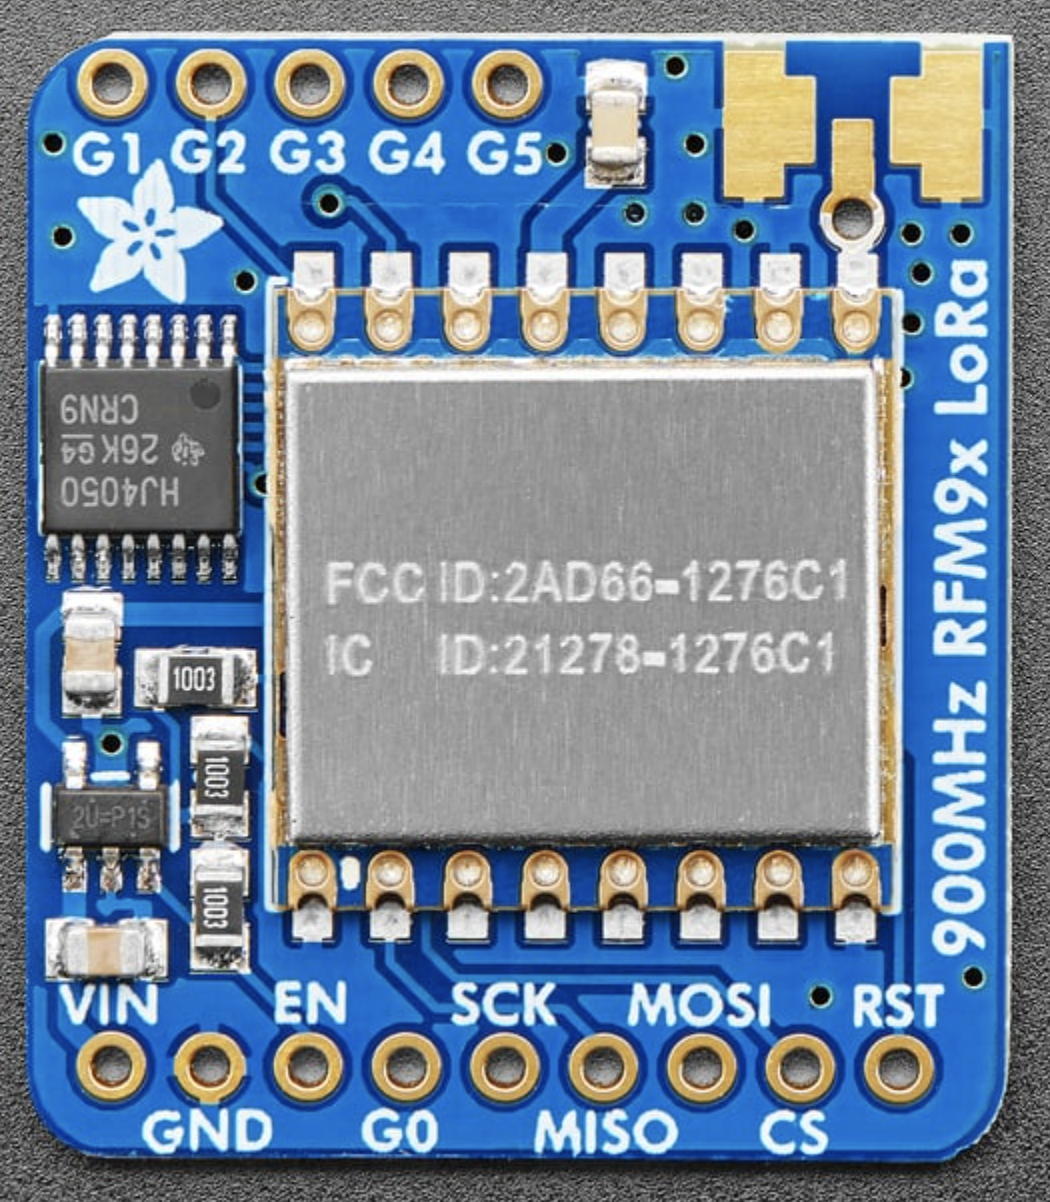 G1 G2 G3 G4 G5
HJ4050
26K G4
CRN9
FCC ID:2AD66-1276C1
IC ID:21278-1276C1
900MHz RFM9x LoRa
1003
1003
1003
2U=P1S
VIN EN SCK MOSI RST
GND G0 MISO CS